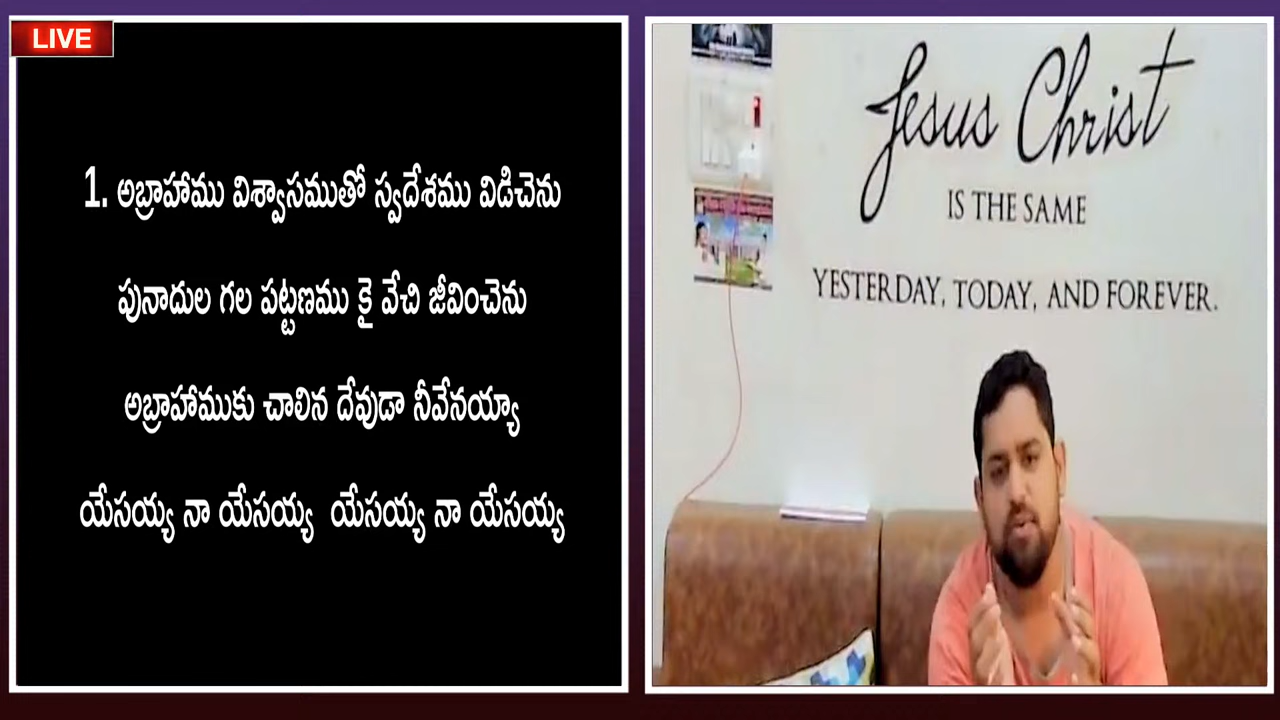 LIVE
1. అబ్రాహాము విశ్వాసముతో స్వదేశము విడిచెను
పునాదుల గల పట్టణము కై వేచి జీవించెను
అబ్రాహాముకు చాలిన దేవుడా నీవేనయ్యా
యేసయ్య నా యేసయ్య యేసయ్య నా యేసయ్య
Jesus Christ
IS THE SAME
YESTERDAY, TODAY, AND FOREVER.